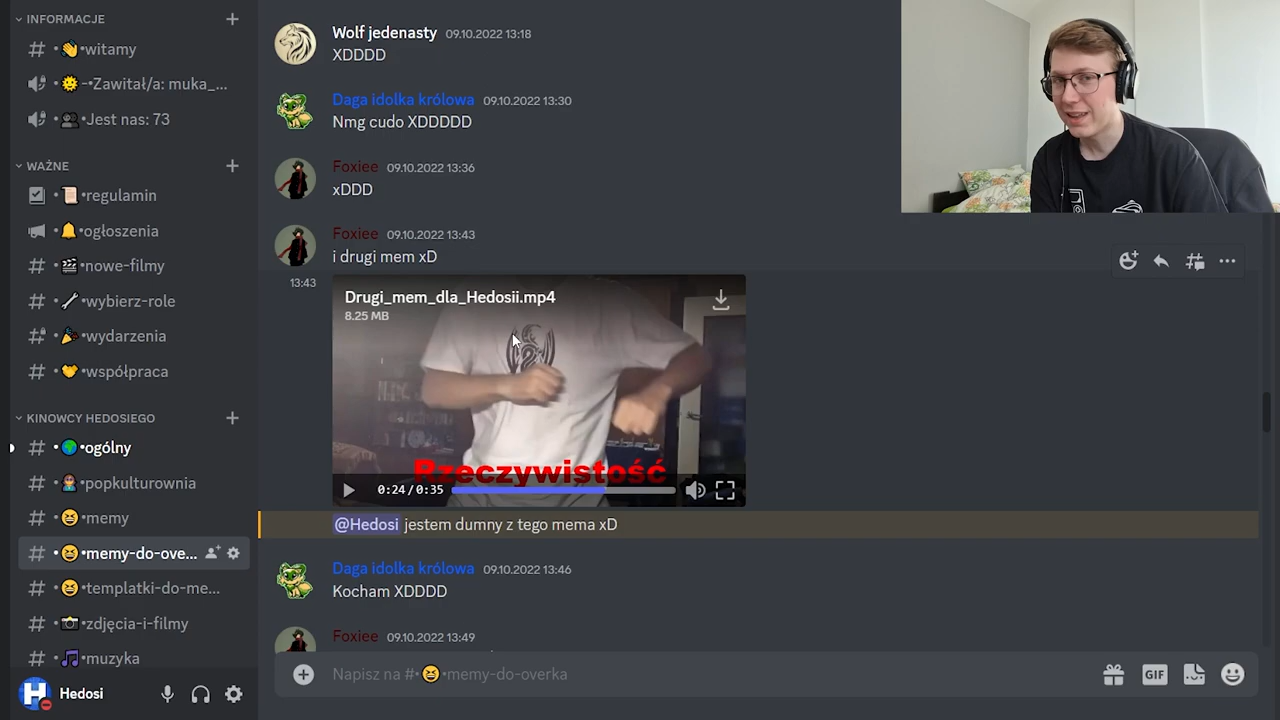 INFORMACJE
#•👋•witamy
•🌞-•Zawitał/a: muka_...
•👥•Jest nas: 73
WAŻNE
•📜•regulamin
•🔔•ogłoszenia
#•🎬•nowe-filmy
#•🔧•wybierz-role
#•🎉•wydarzenia
#•🤝•współpraca
KINOWCY HEDOSIEGO
#•🌍•ogólny
#•👩‍🎤•popkulturownia
#•😆•memy
#•😆•memy-do-ove...
#•😆•templatki-do-me...
#•📷•zdjęcia-i-filmy
#•🎵•muzyka
Hedosi
Wolf jedenasty 09.10.2022 13:18
XDDDD
Daga idolka królowa 09.10.2022 13:30
Nmg cudo XDDDDD
Foxiee 09.10.2022 13:36
xDDD
Foxiee 09.10.2022 13:43
i drugi mem xD
13:43
Drugi_mem_dla_Hedosii.mp4
8.25 MB
Rzeczywistość
0:24/0:35
@Hedosi jestem dumny z tego mema xD
Daga idolka królowa 09.10.2022 13:46
Kocham XDDDD
Foxiee 09.10.2022 13:49
Napisz na #•😆•memy-do-overka
GIF